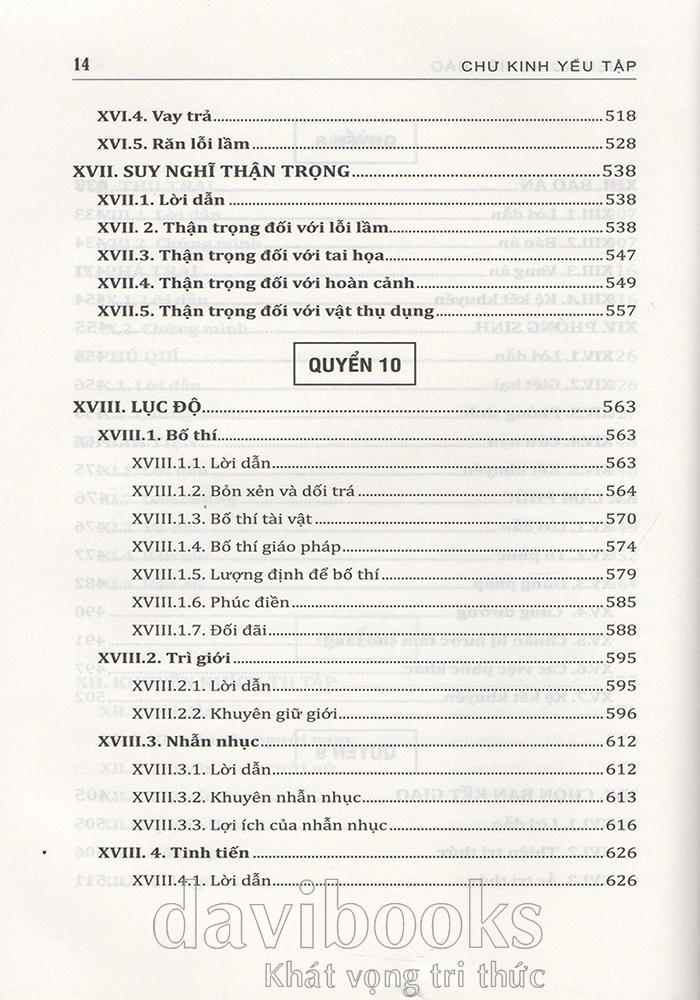 14 CHƯ KINH YẾU TẬP
XVI.4. Vay trả 518
XVI.5. Răn lỗi lầm 528
XVII. SUY NGHĨ THẬN TRỌNG 538
XVII.1. Lời dẫn 538
XVII. 2. Thận trọng đối với lỗi lầm 538
XVII.3. Thận trọng đối với tai họa 547
XVII.4. Thận trọng đối với hoàn cảnh 549
XVII.5. Thận trọng đối với vật thụ dụng 557
QUYỂN 10
XVIII. LỤC ĐỘ 563
XVIII.1. Bố thí 563
XVIII.1.1. Lời dẫn 563
XVIII.1.2. Bỏn xẻn và dối trá 564
XVIII.1.3. Bố thí tài vật 570
XVIII.1.4. Bố thí giáo pháp 574
XVIII.1.5. Lượng định để bố thí 579
XVIII.1.6. Phúc điền 585
XVIII.1.7. Đối đãi 588
XVIII.2. Trì giới 595
XVIII.2.1. Lời dẫn 595
XVIII.2.2. Khuyên giữ giới 596
XVIII.3. Nhẫn nhục 612
XVIII.3.1. Lời dẫn 612
XVIII.3.2. Khuyên nhẫn nhục 613
XVIII.3.3. Lợi ích của nhẫn nhục 616
XVIII. 4. Tinh tiến 626
XVIII.4.1. Lời dẫn 626
davibooks
Khát vọng tri thức